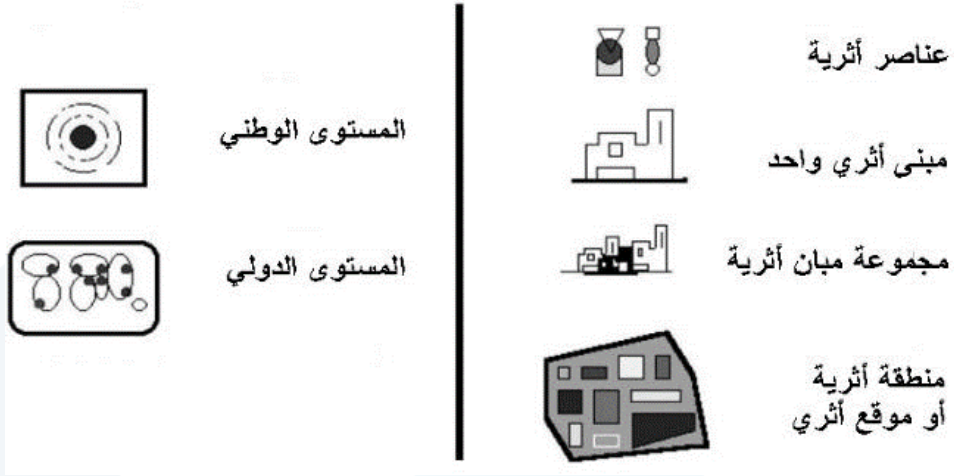 عناصر أثرية
مبنى أثري واحد
مجموعة مبان أثرية
منطقة أثرية
أو موقع أثري
المستوى الوطني
المستوى الدولي